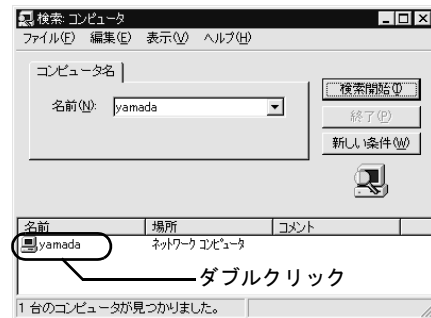 検索: コンピュータ
ファイル(F) 編集(E) 表示(V) ヘルプ(H)
コンピュータ名
名前(N): yamada
検索開始(I)
終了(P)
新しい条件(W)
名前 場所 コメント
yamada ネットワーク コンピュータ
ダブルクリック
1 台のコンピュータが見つかりました。